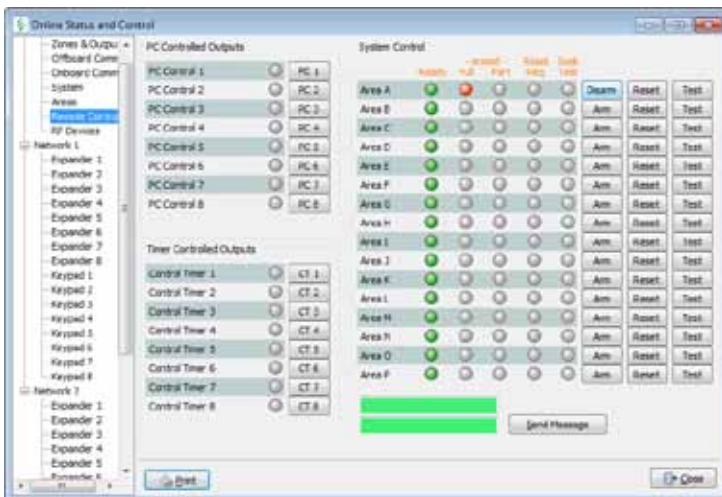 Online Status and Control
Zones & Outpu
Offboard Comm
Onboard Comm
System
Areas
Remote Contro
RF Devices
Network 1
Expander 1
Expander 2
Expander 3
Expander 4
Expander 5
Expander 6
Expander 7
Expander 8
Keypad 1
Keypad 2
Keypad 3
Keypad 4
Keypad 5
Keypad 6
Keypad 7
Keypad 8
Network 2
Expander 1
Expander 2
Expander 3
Expander 4
Expander 5
Expander 6
PC Controlled Outputs
PC Control 1 PC 1
PC Control 2 PC 2
PC Control 3 PC 3
PC Control 4 PC 4
PC Control 5 PC 5
PC Control 6 PC 6
PC Control 7 PC 7
PC Control 8 PC 8
Timer Controlled Outputs
Control Timer 1 CT 1
Control Timer 2 CT 2
Control Timer 3 CT 3
Control Timer 4 CT 4
Control Timer 5 CT 5
Control Timer 6 CT 6
Control Timer 7 CT 7
Control Timer 8 CT 8
System Control
- Armed - Reset Soak
Ready Full Part Req. Test
Area A Disarm Reset Test
Area B Arm Reset Test
Area C Arm Reset Test
Area D Arm Reset Test
Area E Arm Reset Test
Area F Arm Reset Test
Area G Arm Reset Test
Area H Arm Reset Test
Area I Arm Reset Test
Area J Arm Reset Test
Area K Arm Reset Test
Area L Arm Reset Test
Area M Arm Reset Test
Area N Arm Reset Test
Area O Arm Reset Test
Area P Arm Reset Test
Send Message
Print
Close